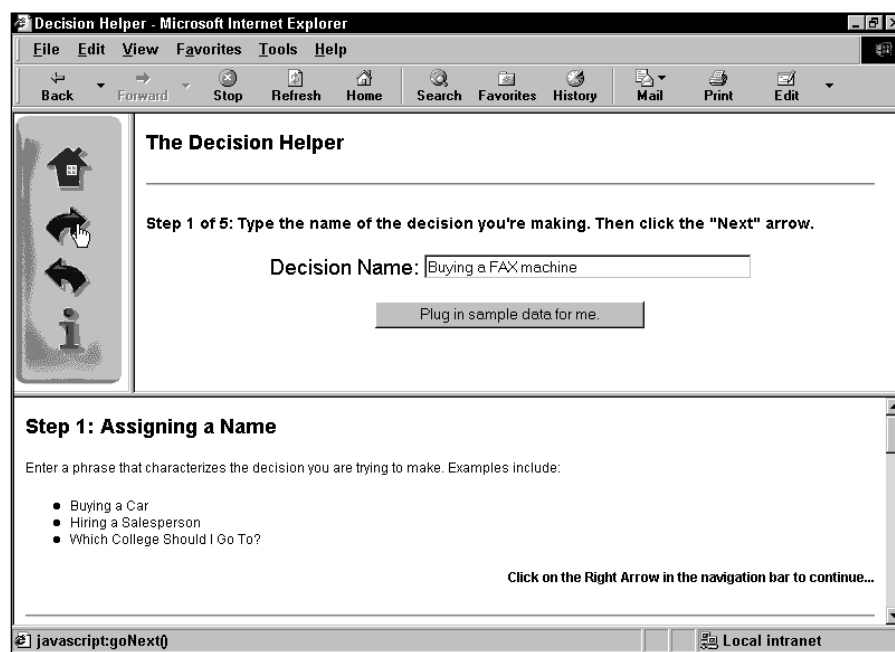 Decision Helper - Microsoft Internet Explorer
File Edit View Favorites Tools Help
Back Forward Stop Refresh Home Search Favorites History Mail Print Edit
The Decision Helper
Step 1 of 5: Type the name of the decision you're making. Then click the "Next" arrow.
Decision Name: Buying a FAX machine
Plug in sample data for me.
Step 1: Assigning a Name
Enter a phrase that characterizes the decision you are trying to make. Examples include:
● Buying a Car
● Hiring a Salesperson
● Which College Should I Go To?
Click on the Right Arrow in the navigation bar to continue...
javascript:goNext() Local intranet